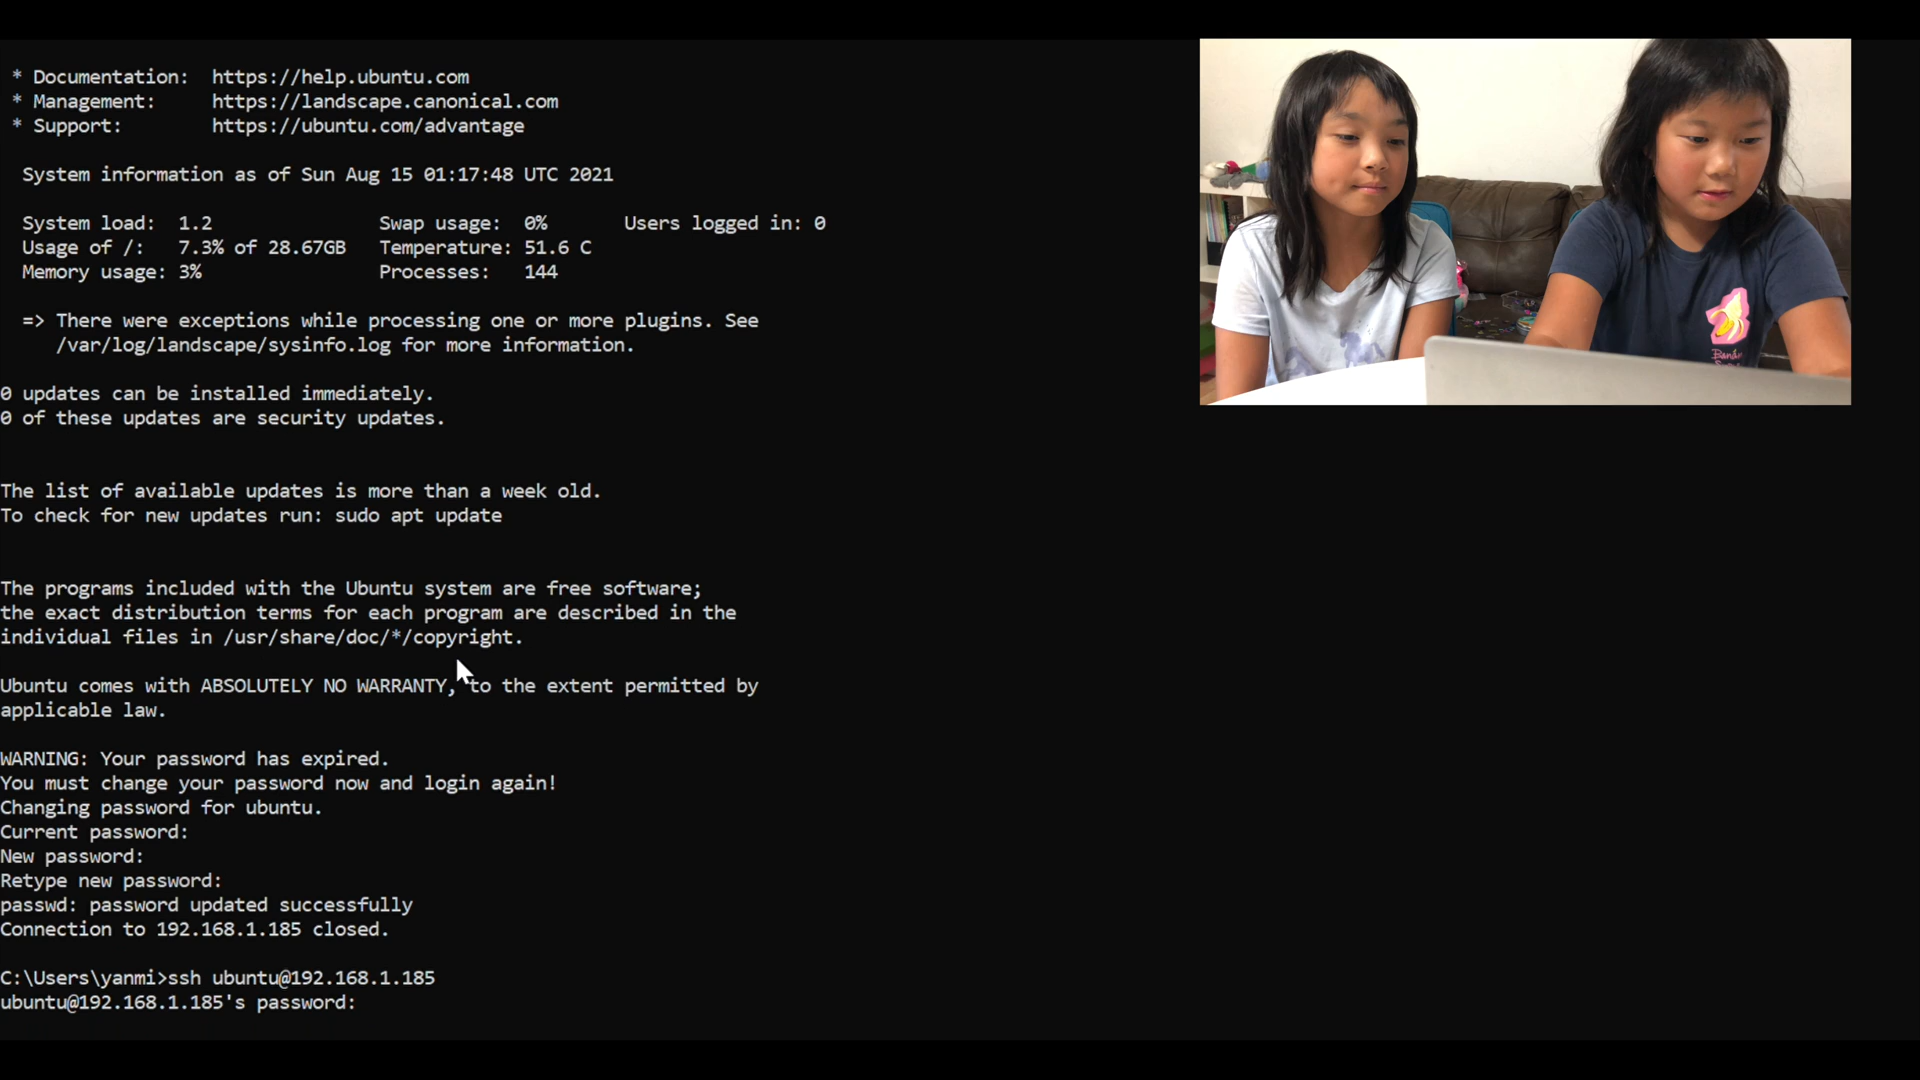 * Documentation:  https://help.ubuntu.com
* Management:     https://landscape.canonical.com
* Support:        https://ubuntu.com/advantage
System information as of Sun Aug 15 01:17:48 UTC 2021
System load:  1.2               Swap usage:  0%       Users logged in: 0
Usage of /:   7.3% of 28.67GB   Temperature: 51.6 C
Memory usage: 3%                Processes:   144
=> There were exceptions while processing one or more plugins. See
/var/log/landscape/sysinfo.log for more information.
0 updates can be installed immediately.
0 of these updates are security updates.
The list of available updates is more than a week old.
To check for new updates run: sudo apt update
The programs included with the Ubuntu system are free software;
the exact distribution terms for each program are described in the
individual files in /usr/share/doc/*/copyright.
Ubuntu comes with ABSOLUTELY NO WARRANTY, to the extent permitted by
applicable law.
WARNING: Your password has expired.
You must change your password now and login again!
Changing password for ubuntu.
Current password:
New password:
Retype new password:
passwd: password updated successfully
Connection to 192.168.1.185 closed.
C:\Users\yanmi>ssh ubuntu@192.168.1.185
ubuntu@192.168.1.185's password: